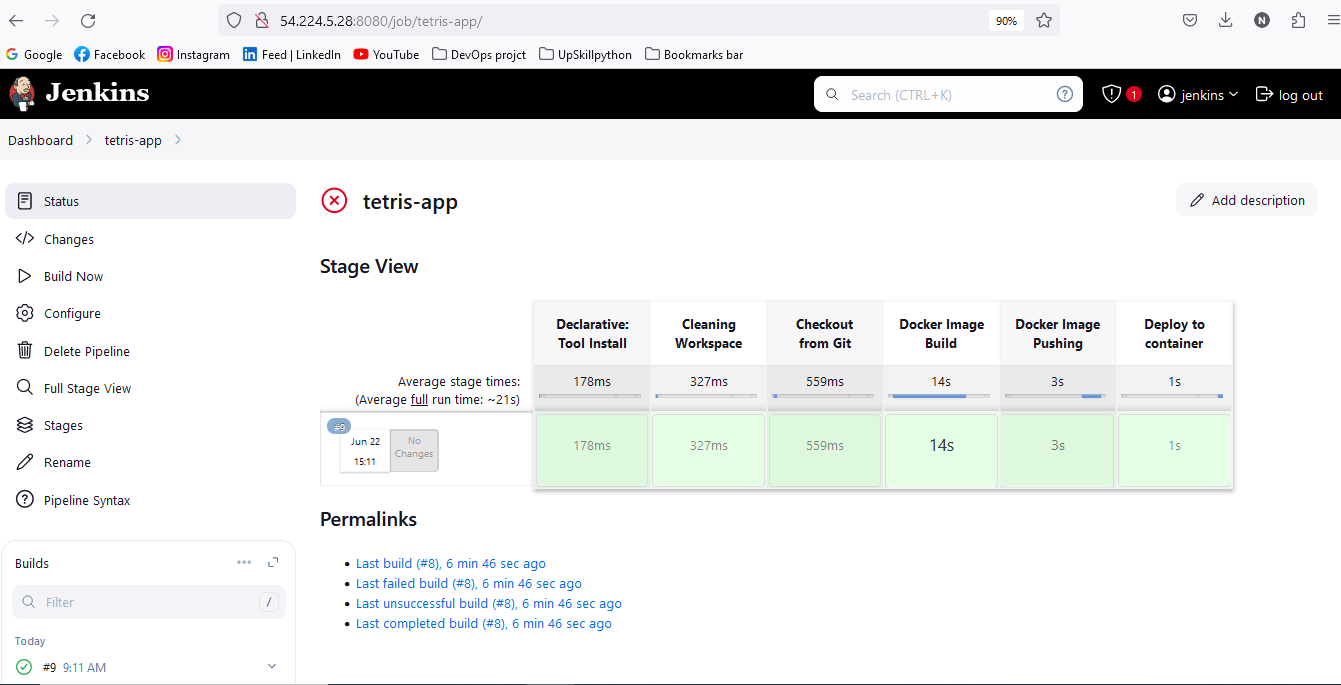 54.224.5.28:8080/job/tetris-app/
90%
N
Google
Facebook
Instagram
Feed | LinkedIn
YouTube
DevOps projct
UpSkillpython
Bookmarks bar
Jenkins
Search (CTRL+K)
?
1
jenkins
log out
Dashboard
tetris-app
Status
Changes
Build Now
Configure
Delete Pipeline
Full Stage View
Stages
Rename
Pipeline Syntax
Builds
Filter
/
Today
#9 9:11 AM
tetris-app
Add description
Stage View
Declarative:
Tool Install
Cleaning
Workspace
Checkout
from Git
Docker Image
Build
Docker Image
Pushing
Deploy to
container
Average stage times:
(Average full run time: ~21s)
178ms
327ms
559ms
14s
3s
1s
#9
Jun 22
15:11
No
Changes
178ms
327ms
559ms
14s
3s
1s
Permalinks
Last build (#8), 6 min 46 sec ago
Last failed build (#8), 6 min 46 sec ago
Last unsuccessful build (#8), 6 min 46 sec ago
Last completed build (#8), 6 min 46 sec ago